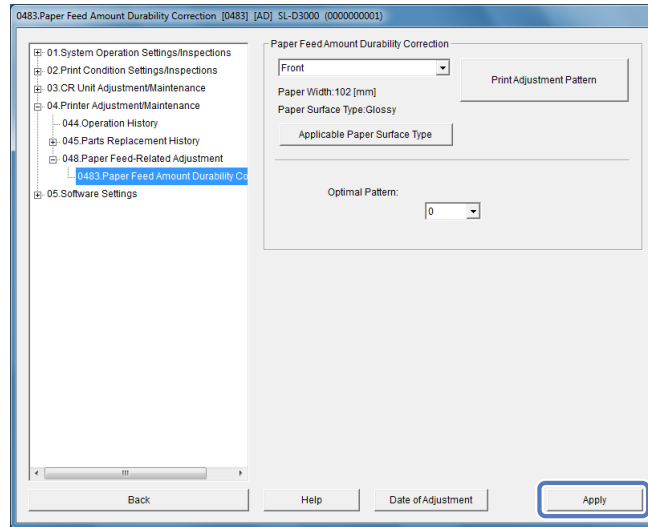 0483.Paper Feed Amount Durability Correction [0483] [AD] SL-D3000 (0000000001)
01.System Operation Settings/Inspections
02.Print Condition Settings/Inspections
03.CR Unit Adjustment/Maintenance
04.Printer Adjustment/Maintenance
044.Operation History
045.Parts Replacement History
048.Paper Feed-Related Adjustment
0483.Paper Feed Amount Durability Co
05.Software Settings
Paper Feed Amount Durability Correction
Front
Print Adjustment Pattern
Paper Width:102 [mm]
Paper Surface Type:Glossy
Applicable Paper Surface Type
Optimal Pattern:
0
Back
Help
Date of Adjustment
Apply